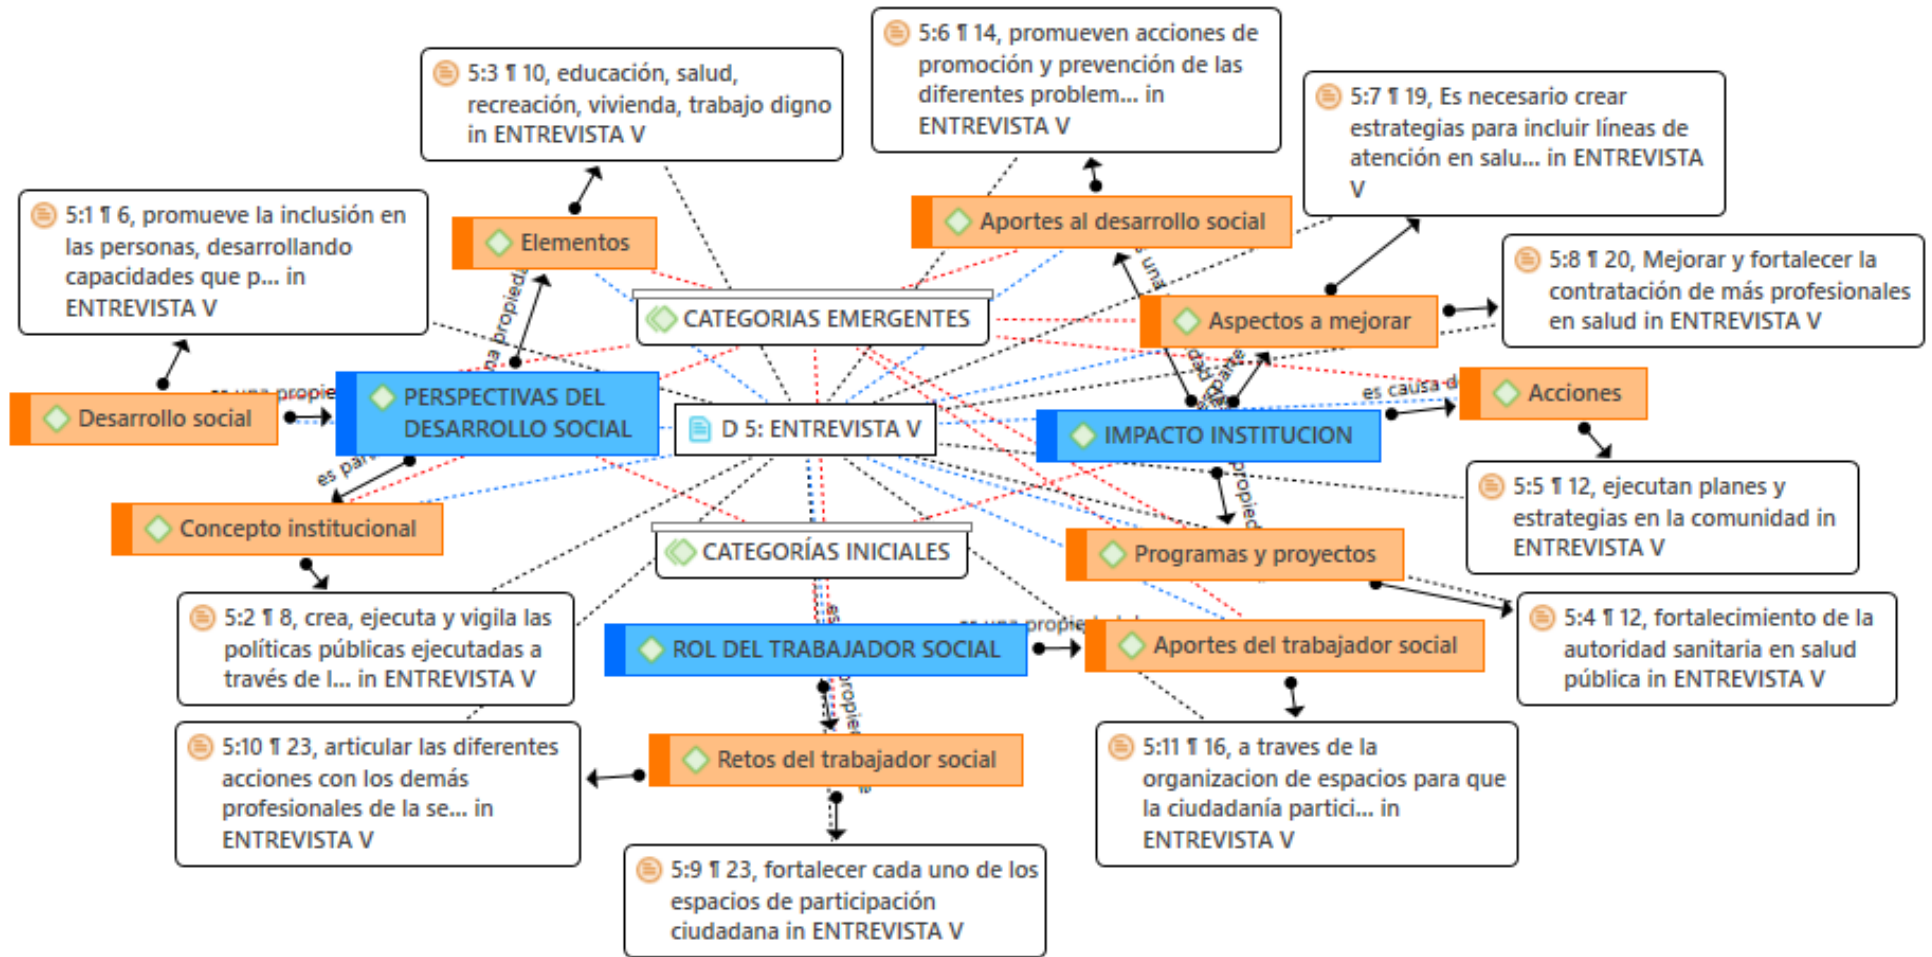 5:6 ¶ 14, promueven acciones de
promoción y prevención de las
diferentes problem... in
ENTREVISTA V
5:3 ¶ 10, educación, salud,
recreación, vivienda, trabajo digno
in ENTREVISTA V
5:7 ¶ 19, Es necesario crear
estrategias para incluir líneas de
atención en salu... in ENTREVISTA
V
5:1 ¶ 6, promueve la inclusión en
las personas, desarrollando
capacidades que p... in
ENTREVISTA V
Elementos
Aportes al desarrollo social
5:8 ¶ 20, Mejorar y fortalecer la
contratación de más profesionales
en salud in ENTREVISTA V
CATEGORIAS EMERGENTES
Aspectos a mejorar
es una propied
PERSPECTIVAS DEL
DESARROLLO SOCIAL
Desarrollo social
es causa d
Acciones
D 5: ENTREVISTA V
IMPACTO INSTITUCION
es par
5:5 ¶ 12, ejecutan planes y
estrategias en la comunidad in
ENTREVISTA V
Concepto institucional
CATEGORÍAS INICIALES
Programas y proyectos
5:2 ¶ 8, crea, ejecuta y vigila las
políticas públicas ejecutadas a
través de l... in ENTREVISTA V
5:4 ¶ 12, fortalecimiento de la
autoridad sanitaria en salud
pública in ENTREVISTA V
es una propiedad
ROL DEL TRABAJADOR SOCIAL
Aportes del trabajador social
5:10 ¶ 23, articular las diferentes
acciones con los demás
profesionales de la se... in
ENTREVISTA V
Retos del trabajador social
5:11 ¶ 16, a traves de la
organizacion de espacios para que
la ciudadanía partici... in
ENTREVISTA V
5:9 ¶ 23, fortalecer cada uno de los
espacios de participación
ciudadana in ENTREVISTA V